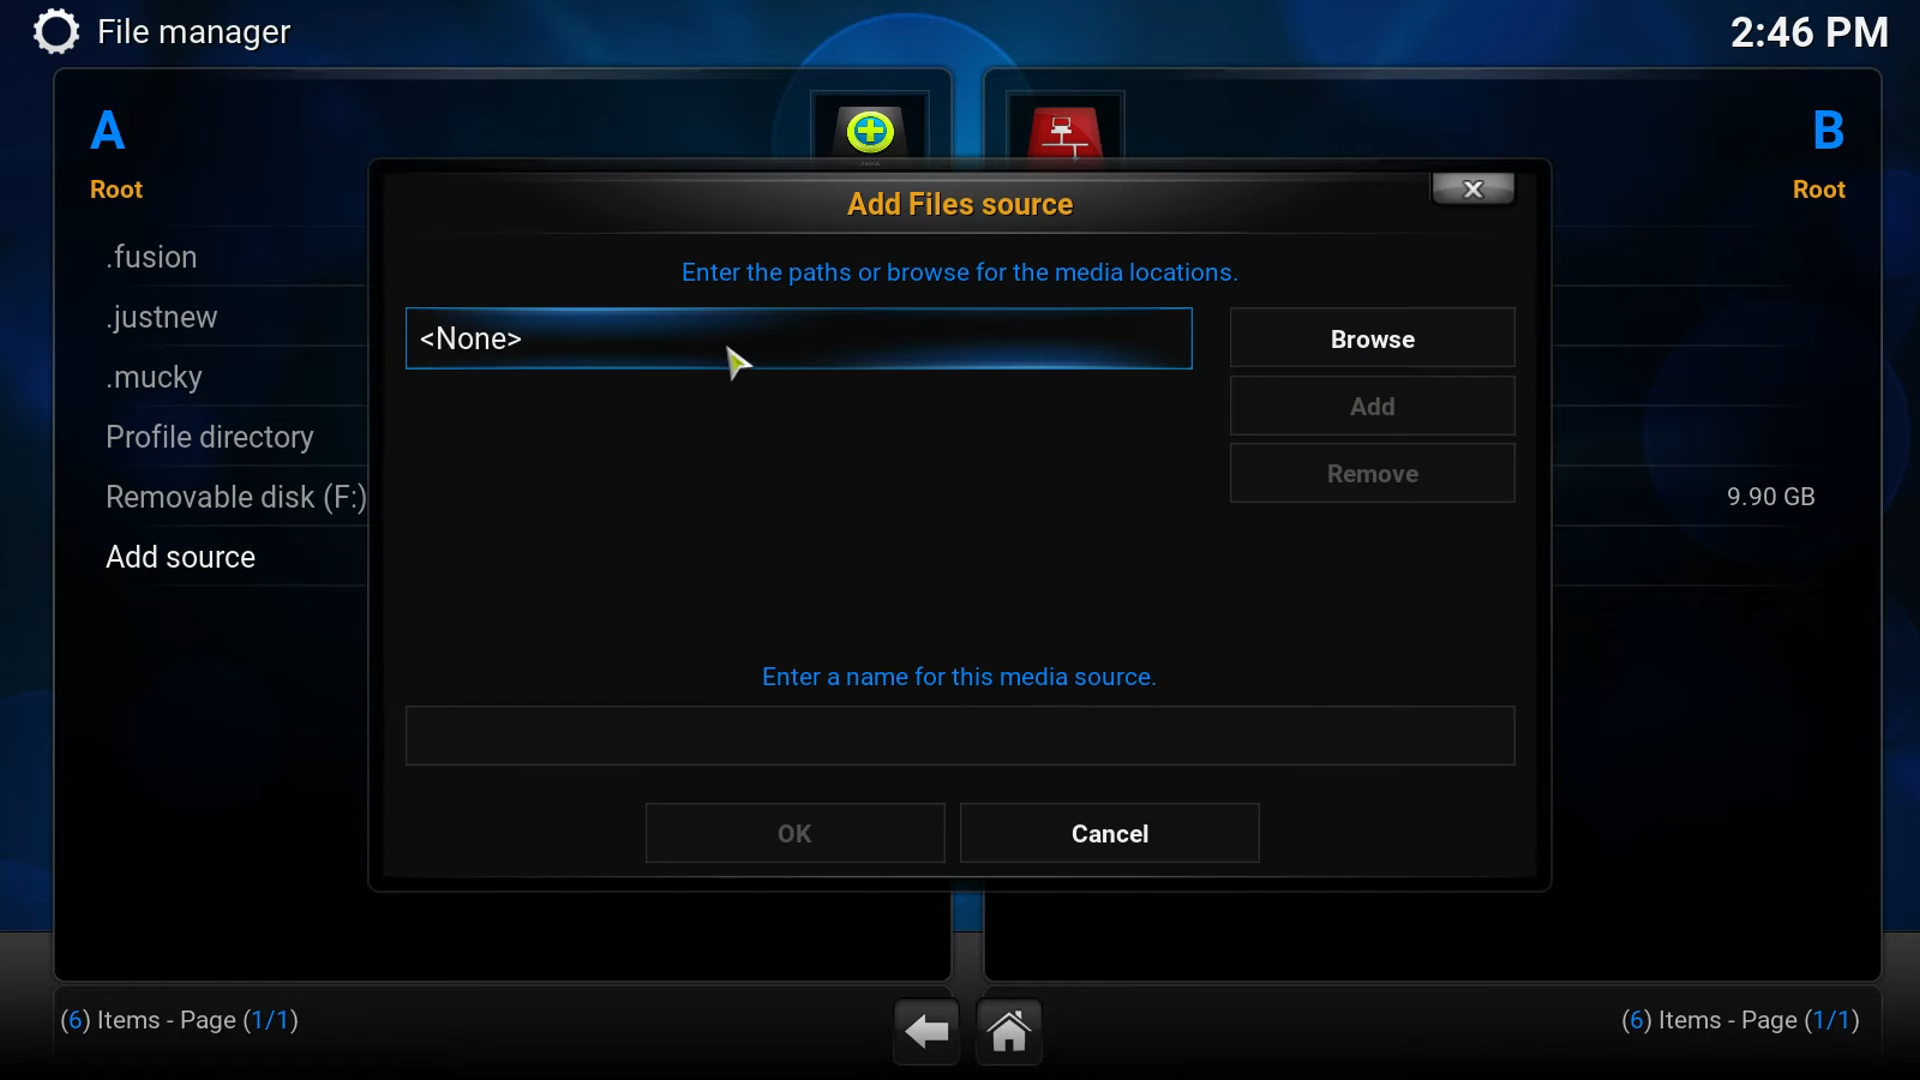 File manager
2:46 PM
A
B
Root
Root
.fusion
.justnew
.mucky
Profile directory
Removable disk (F:)
9.90 GB
Add source
Add Files source
Enter the paths or browse for the media locations.
<None>
Browse
Add
Remove
Enter a name for this media source.
OK
Cancel
(6) Items - Page (1/1)
(6) Items - Page (1/1)